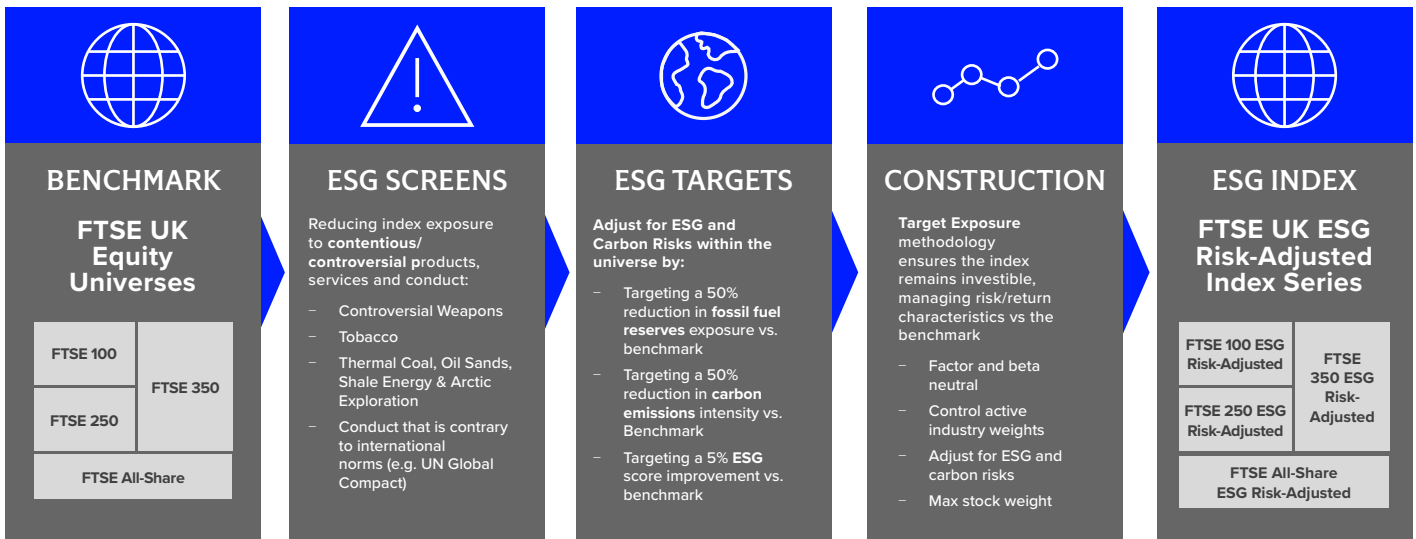 BENCHMARK
FTSE UK
Equity
Universes
FTSE 100
FTSE 250
FTSE 350
FTSE All-Share
ESG SCREENS
Reducing index exposure
to contentious/
controversial products,
services and conduct:
– Controversial Weapons
– Tobacco
– Thermal Coal, Oil Sands,
Shale Energy & Arctic
Exploration
– Conduct that is contrary
to international
norms (e.g. UN Global
Compact)
ESG TARGETS
Adjust for ESG and
Carbon Risks within the
universe by:
– Targeting a 50%
reduction in fossil fuel
reserves exposure vs.
benchmark
– Targeting a 50%
reduction in carbon
emissions intensity vs.
Benchmark
– Targeting a 5% ESG
score improvement vs.
benchmark
CONSTRUCTION
Target Exposure
methodology
ensures the index
remains investible,
managing risk/return
characteristics vs the
benchmark
– Factor and beta
neutral
– Control active
industry weights
– Adjust for ESG and
carbon risks
– Max stock weight
ESG INDEX
FTSE UK ESG
Risk-Adjusted
Index Series
FTSE 100 ESG
Risk-Adjusted
FTSE 250 ESG
Risk-Adjusted
FTSE
350 ESG
Risk-
Adjusted
FTSE All-Share
ESG Risk-Adjusted